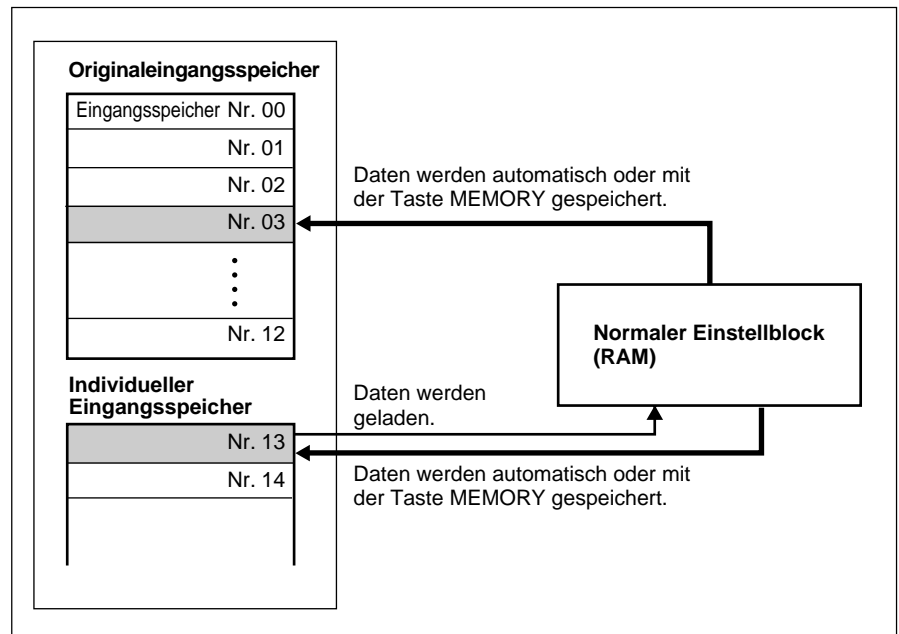 Originaleingangsspeicher
Eingangsspeicher Nr. 00
Nr. 01
Nr. 02
Nr. 03
Nr. 12
Daten werden automatisch oder mit
der Taste MEMORY gespeichert.
Normaler Einstellblock
(RAM)
Individueller
Eingangsspeicher
Nr. 13
Nr. 14
Daten werden
geladen.
Daten werden automatisch oder mit
der Taste MEMORY gespeichert.